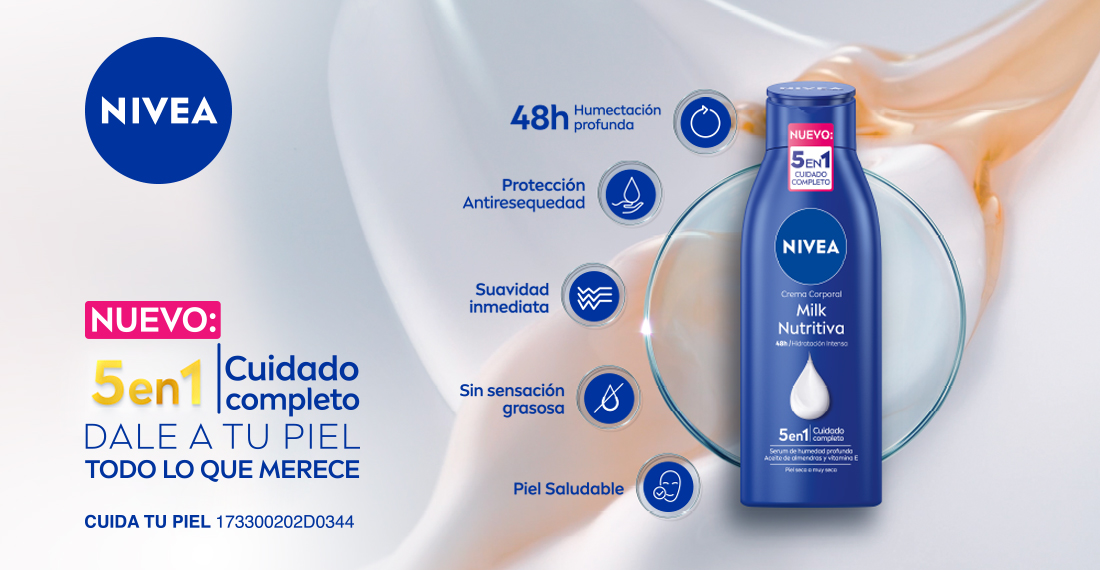 NIVEA
NUEVO:
5en1 Cuidado
completo
DALE A TU PIEL
TODO LO QUE MERECE
CUIDA TU PIEL 173300202D0344
48h Humectación
profunda
Protección
Antiresequedad
Suavidad
inmediata
Sin sensación
grasosa
Piel Saludable
NIVEA
NUEVO:
5EN1
CUIDADO
COMPLETO
NIVEA
Crema Corporal
Milk
Nutritiva
48h / Hidratación Intensa
5en1 Cuidado
completo
Serum de humedad profunda
Aceite de almendras y vitamina E
Piel seca a muy seca